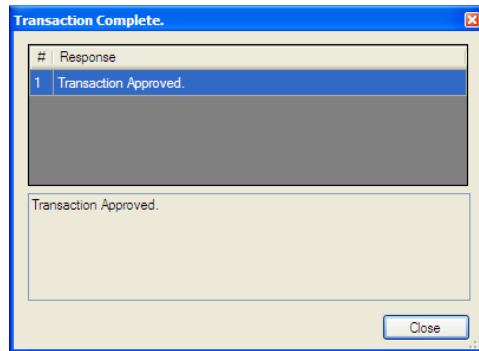 Transaction Complete.
# Response
1 Transaction Approved.
Transaction Approved.
Close